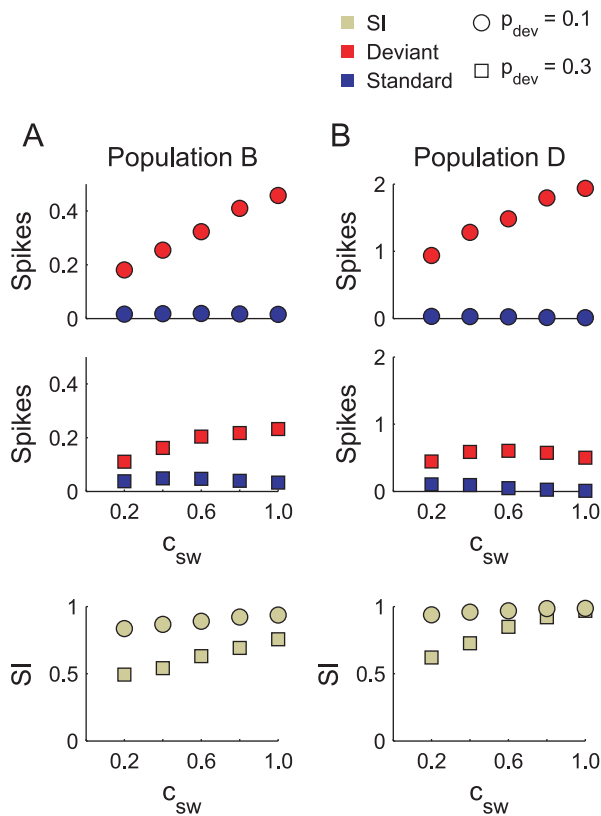 SI
Deviant
Standard
p_dev = 0.1
p_dev = 0.3
A
Population B
B
Population D
Spikes
0.4
0.2
0
Spikes
2
1
0
Spikes
0.4
0.2
0
0.2 0.6 1.0
c_sw
Spikes
2
1
0
0.2 0.6 1.0
c_sw
SI
1
0.5
0
0.2 0.6 1.0
c_sw
SI
1
0.5
0
0.2 0.6 1.0
c_sw